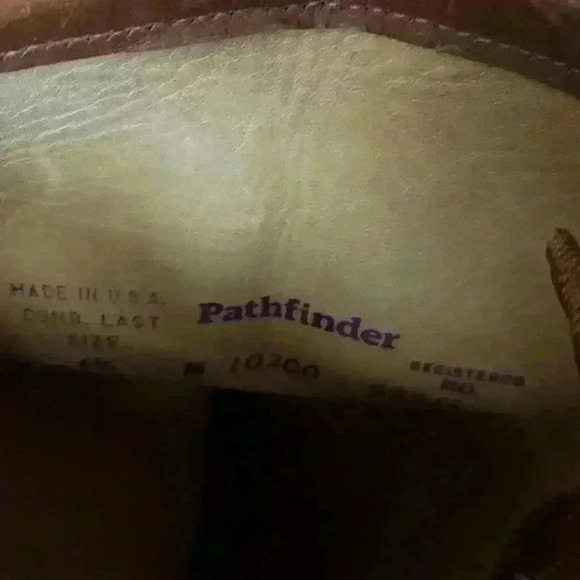 MADE IN U.S.A.
COMB. LAST
SIZE
Pathfinder
10200
REGISTERED
NO.